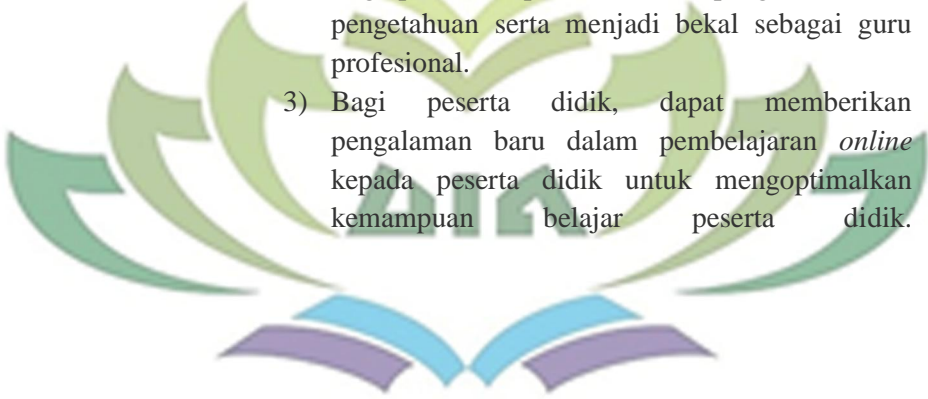 pengetahuan serta menjadi bekal sebagai guru
profesional.
3) Bagi peserta didik, dapat memberikan
pengalaman baru dalam pembelajaran online
kepada peserta didik untuk mengoptimalkan
kemampuan belajar peserta didik.